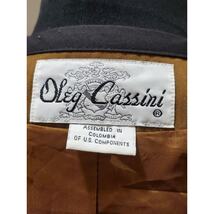 Oleg Cassini
®
ASSEMBLED IN
COLOMBIA
OF U.S. COMPONENTS